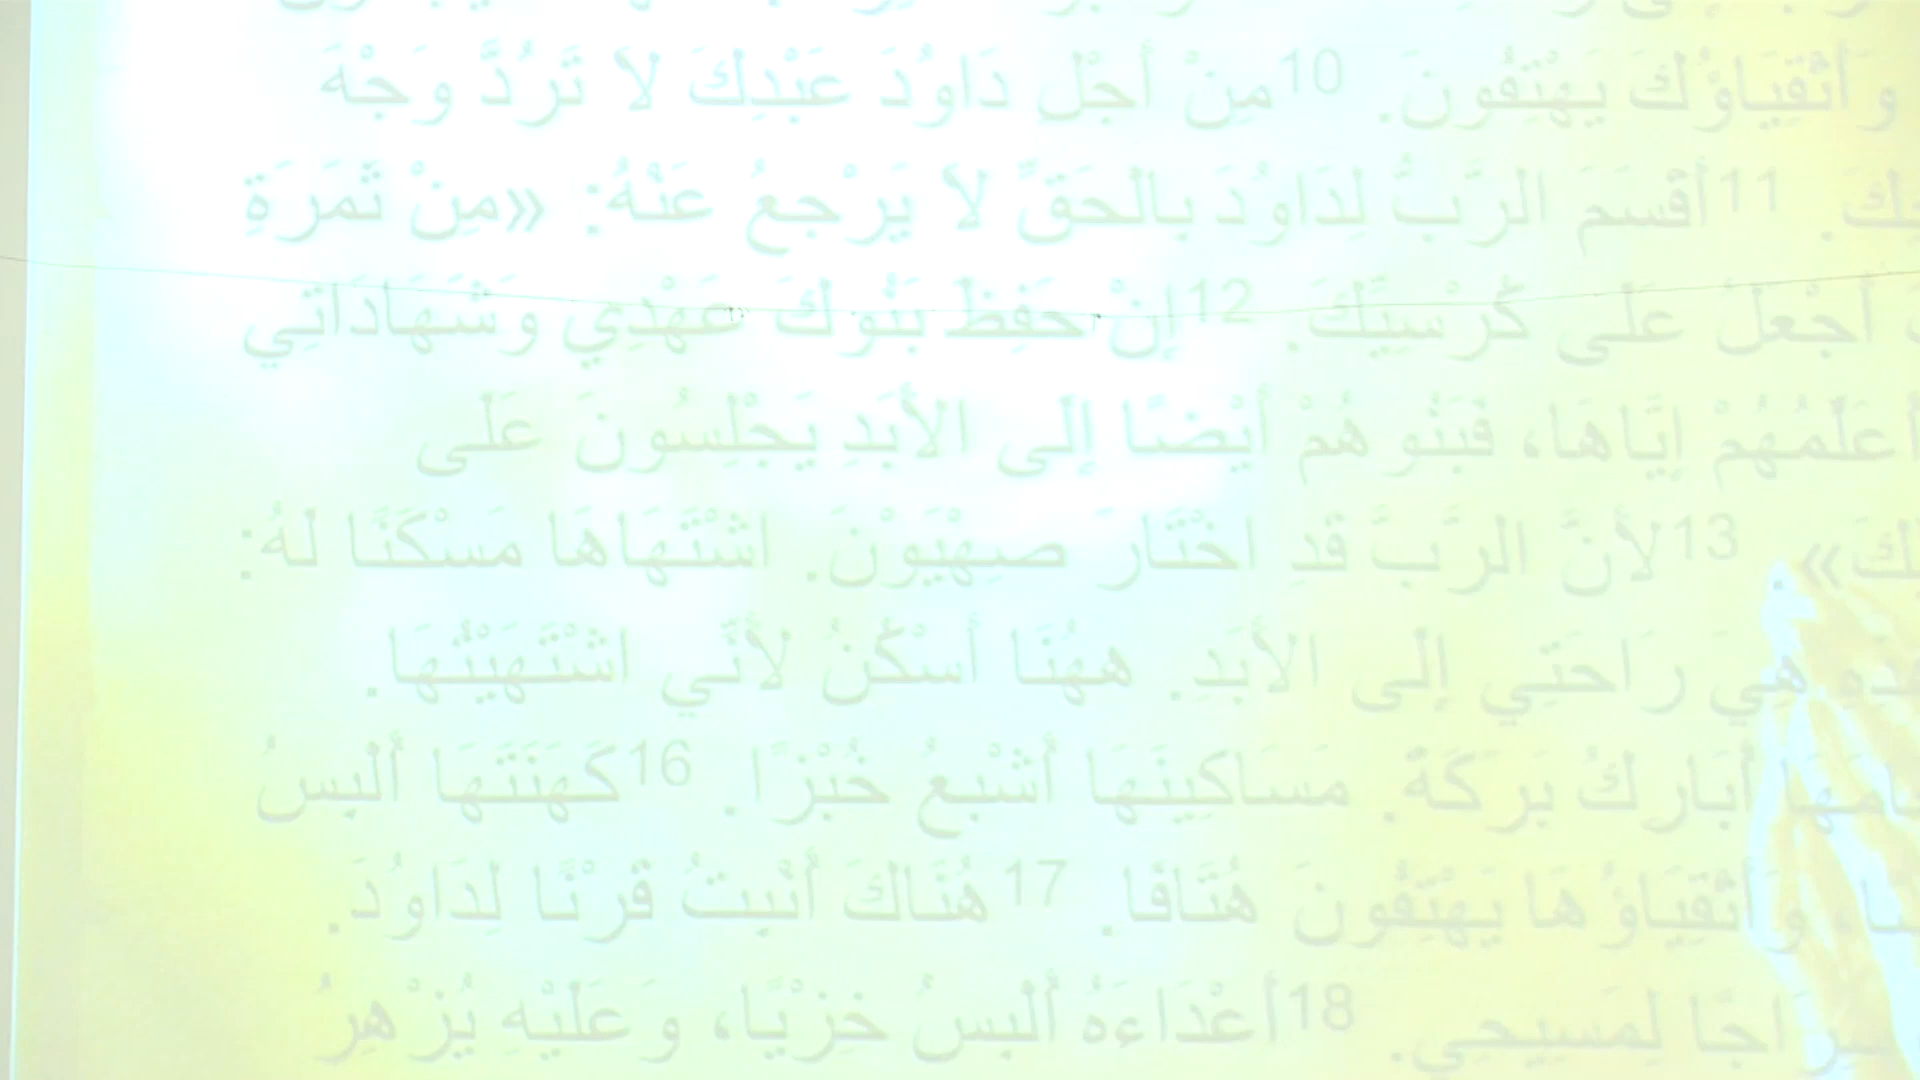 وَأَتْقِيَاؤُكَ يَهْتِفُونَ. 10مِنْ أَجْلِ دَاوُدَ عَبْدِكَ لاَ تَرُدَّ وَجْهَ
11أَقْسَمَ الرَّبُّ لِدَاوُدَ بِالْحَقِّ لاَ يَرْجعُ عَنْهُ: «مِنْ ثَمَرَةِ
أَجْعَلُ عَلَى كُرْسِيِّكَ. 12إِنْ حَفِظَ بَنُوكَ عَهْدِي وَشَهَادَاتِي
أُعَلِّمُهُمْ إِيَّاهَا، فَبَنُوهُمْ أَيْضًا إِلَى الأَبَدِ يَجْلِسُونَ عَلَى
13لأَنَّ الرَّبَّ قَدِ اخْتَارَ صِهْيَوْنَ. اشْتَهَاهَا مَسْكَنًا لَهُ:
هِيَ رَاحَتِي إِلَى الأَبَدِ. ههُنَا أَسْكُنُ لأَنِّي اشْتَهَيْتُهَا.
أُبَارِكُ بَرَكَةً. مَسَاكِينَهَا أُشْبِعُ خُبْزًا. 16كَهَنَتَهَا أُلْبِسُ
وَأَتْقِيَاؤُهَا يَهْتِفُونَ هُتَافًا. 17هُنَاكَ أُنْبِتُ قَرْنًا لِدَاوُدَ.
سِرَاجًا لِمَسِيحِي. 18أَعْدَاءَهُ أُلْبِسُ خِزْيًا، وَعَلَيْهِ يُزْهِرُ